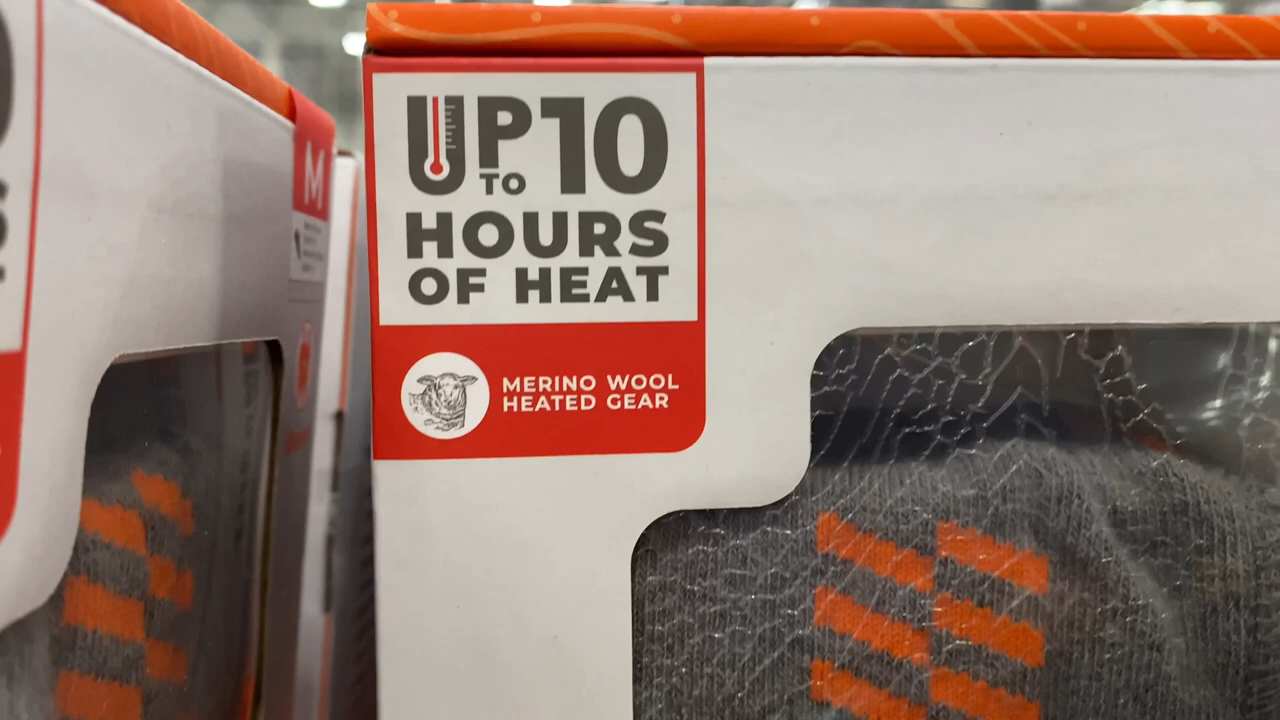 UP TO 10
HOURS
OF HEAT
MERINO WOOL
HEATED GEAR
M